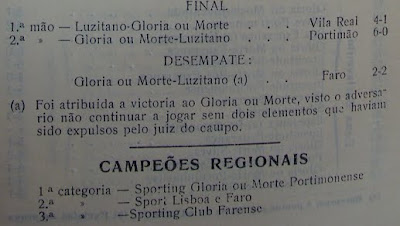 FINAL
1.ª mão — Luzitano-Gloria ou Morte . . . Vila Real 4-1
2.ª » — Gloria ou Morte-Luzitano . . . Portimão 6-0
DESEMPATE:
Gloria ou Morte-Luzitano (a) . . . Faro 2-2
(a) Foi atribuida a victoria ao Gloria ou Morte, visto o adversa-
rio não continuar a jogar sem dois elementos que haviam
sido expulsos pelo juiz do campo.
CAMPEÕES REGIONAIS
1ª categoria — Sporting Gloria ou Morte Portimonense
2.ª » — Sport Lisboa e Faro
3.ª » — Sporting Club Farense